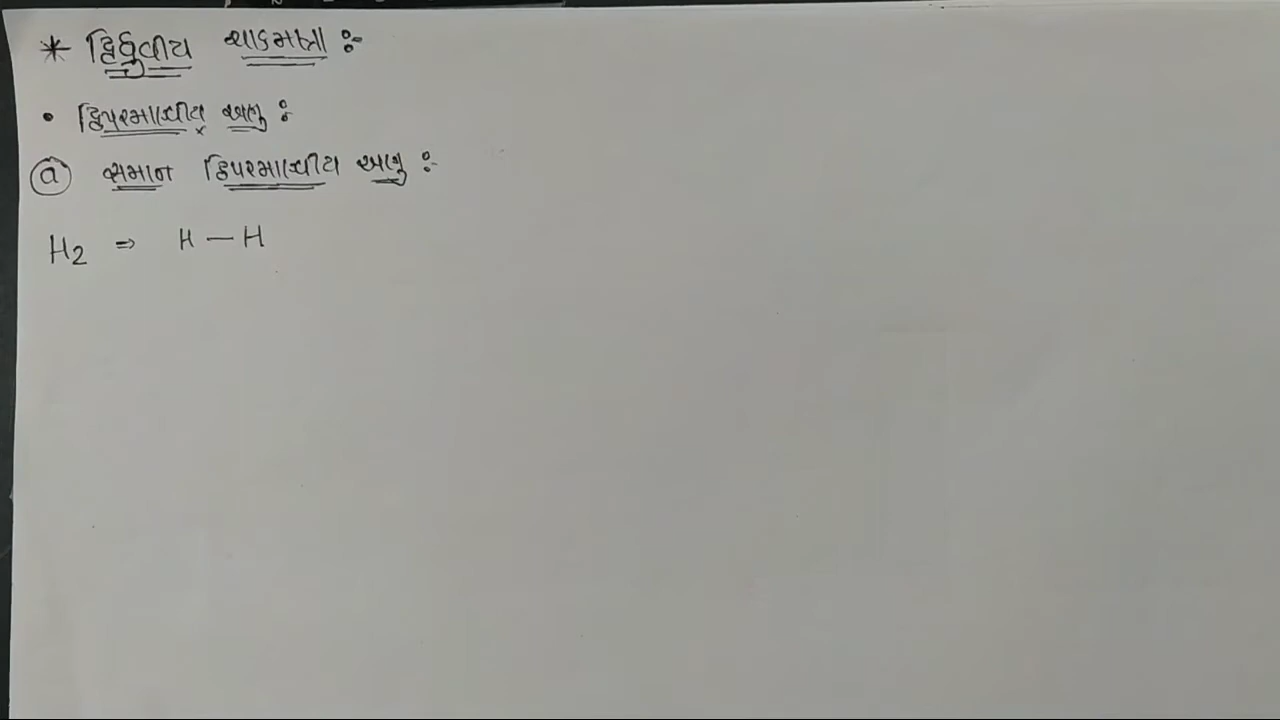 * દ્વિધ્રુવીય ચાકમાત્રા :-
• દ્વિપરમાણ્વીય અણુ :
(a) સમાન દ્વિપરમાણ્વીય અણુ :-
H2 ⇒ H — H